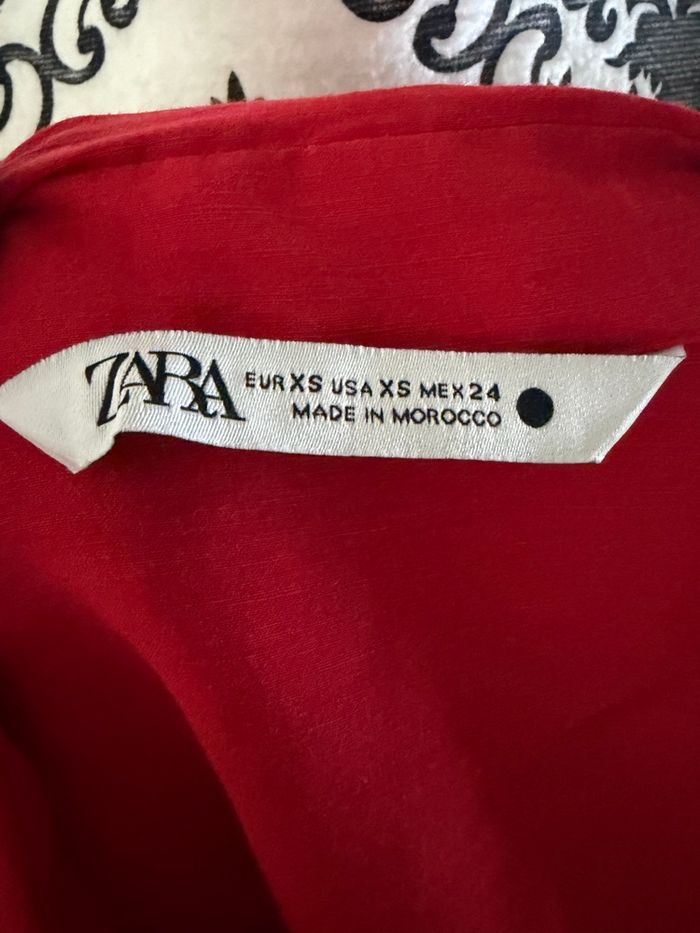 ZARA
EUR XS USA XS MEX 24
MADE IN MOROCCO